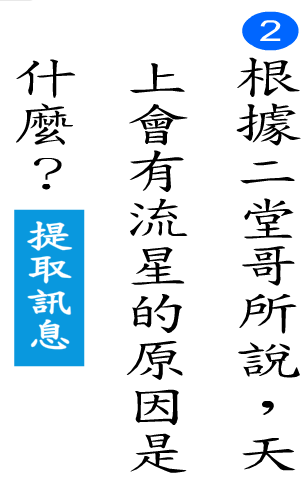 2
根據二堂哥所說，天
上會有流星的原因是
什麼？
提取訊息